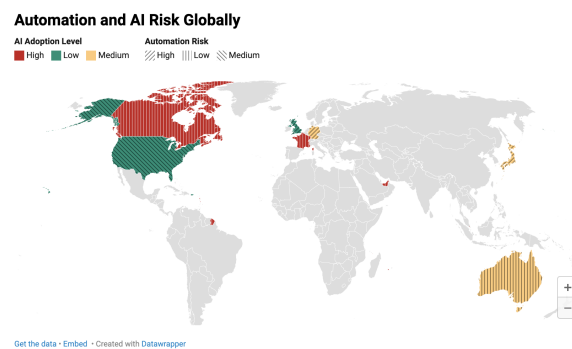 Automation and AI Risk Globally
AI Adoption Level
High Low Medium
Automation Risk
High Low Medium
+
−
Get the data • Embed • Created with Datawrapper